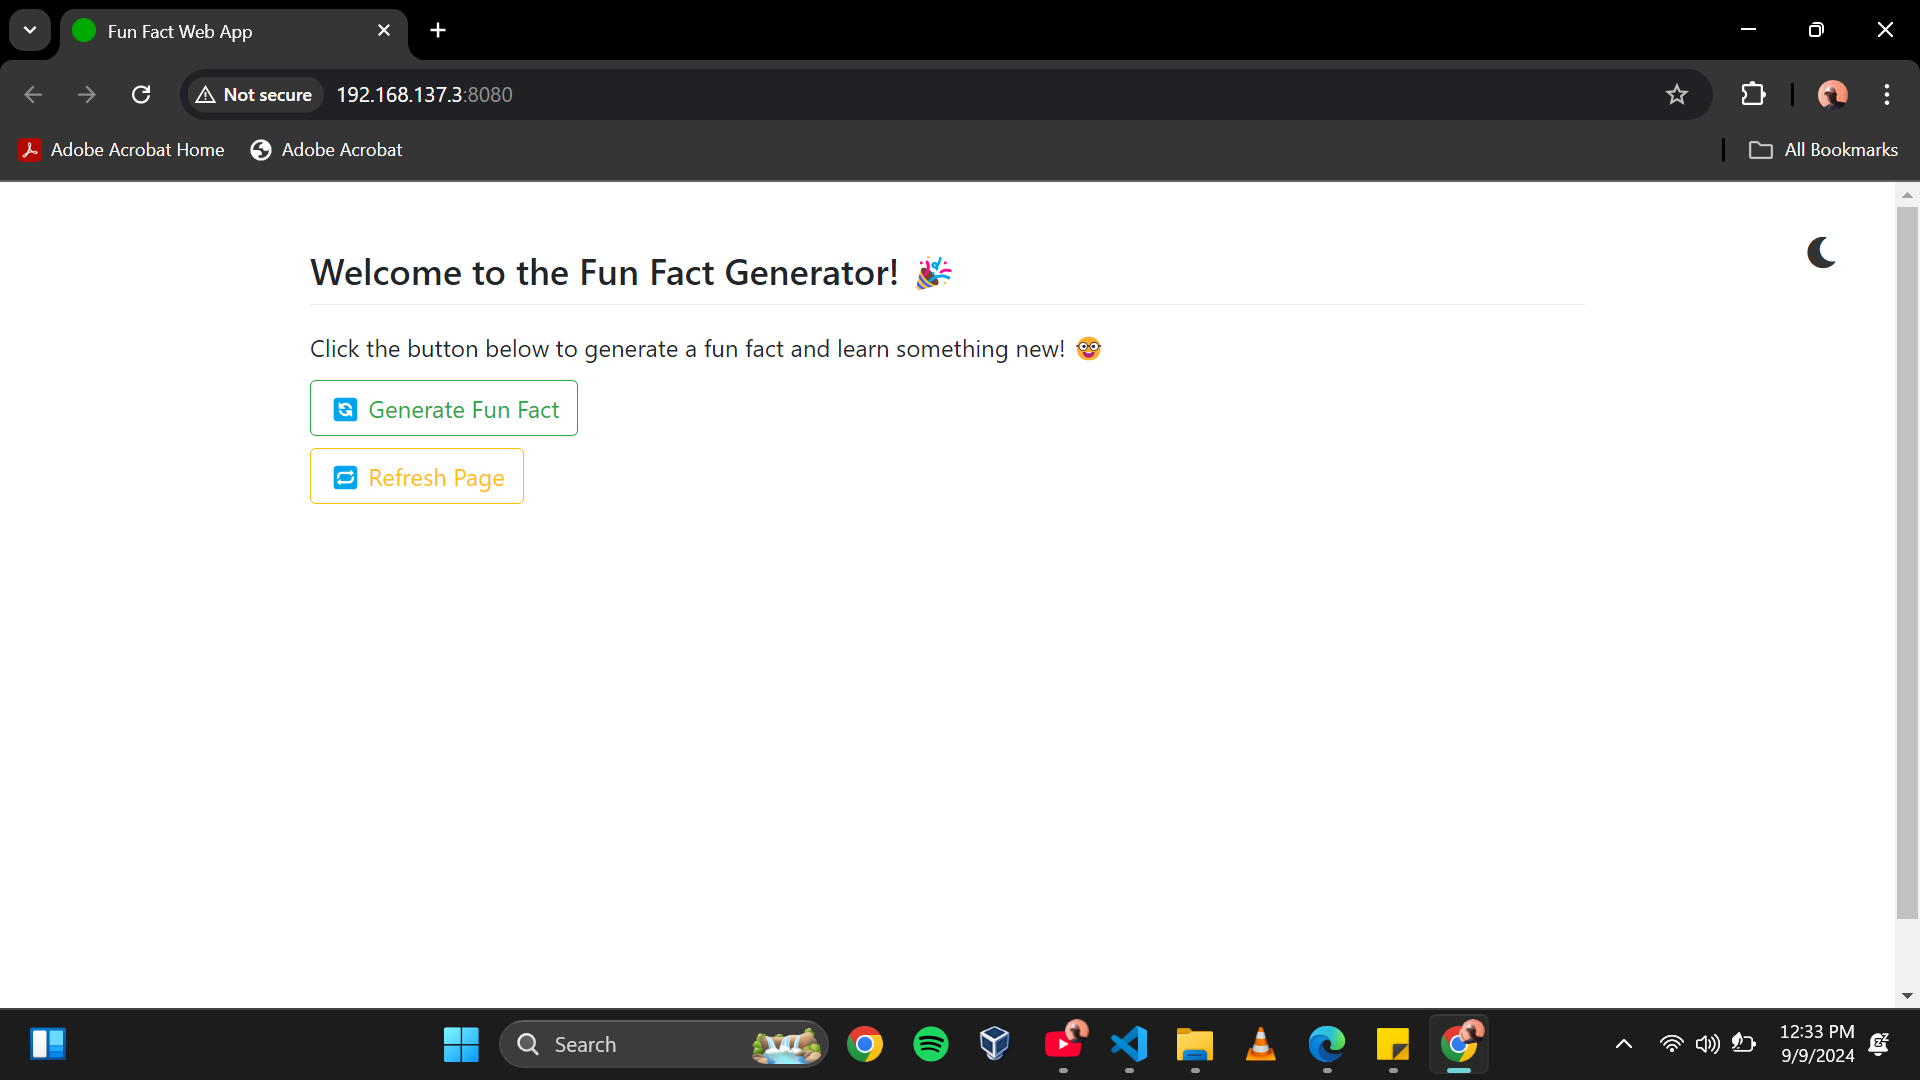 Fun Fact Web App
Not secure 192.168.137.3:8080
Adobe Acrobat Home Adobe Acrobat All Bookmarks
Welcome to the Fun Fact Generator! 🎉
Click the button below to generate a fun fact and learn something new! 🤓
Generate Fun Fact
Refresh Page
Search
12:33 PM
9/9/2024